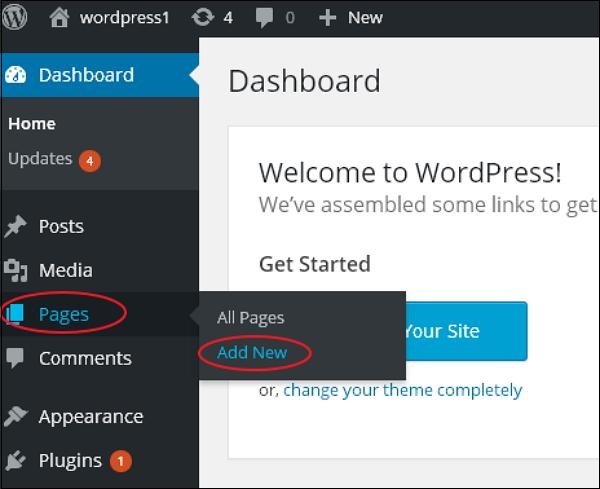 wordpress1 4 0 New
Dashboard
Home
Updates 4
Posts
Media
Pages
Comments
Appearance
Plugins 1
All Pages
Add New
Dashboard
Welcome to WordPress!
We've assembled some links to get
Get Started
Your Site
or, change your theme completely